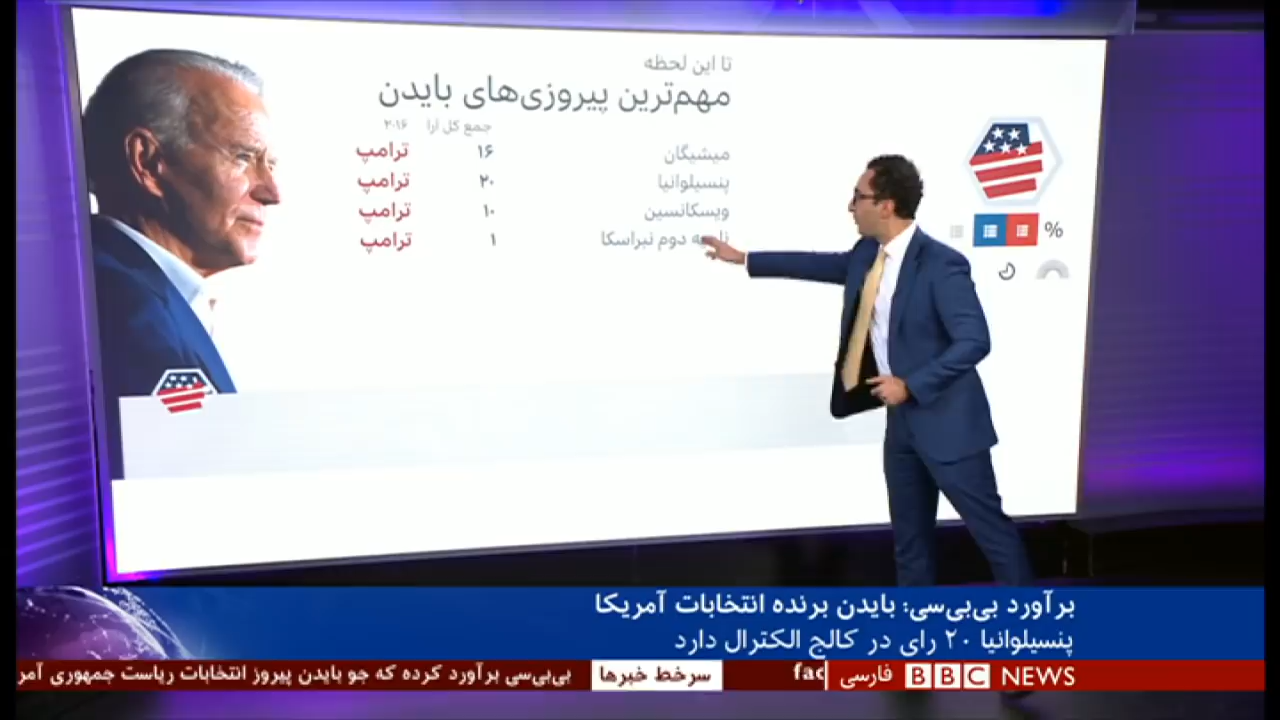 تا این لحظه
مهم‌ترین پیروزی‌های بایدن
جمع کل آرا ۲۰۱۶
میشیگان ۱۶ ترامپ
پنسیلوانیا ۲۰ ترامپ
ویسکانسین ۱۰ ترامپ
ناحیه دوم نبراسکا ۱ ترامپ
%
برآورد بی‌بی‌سی: بایدن برنده انتخابات آمریکا
پنسیلوانیا ۲۰ رای در کالج الکترال دارد
BBC NEWS فارسی
fac
سرخط خبرها
بی‌بی‌سی برآورد کرده که جو بایدن پیروز انتخابات ریاست جمهوری آمر